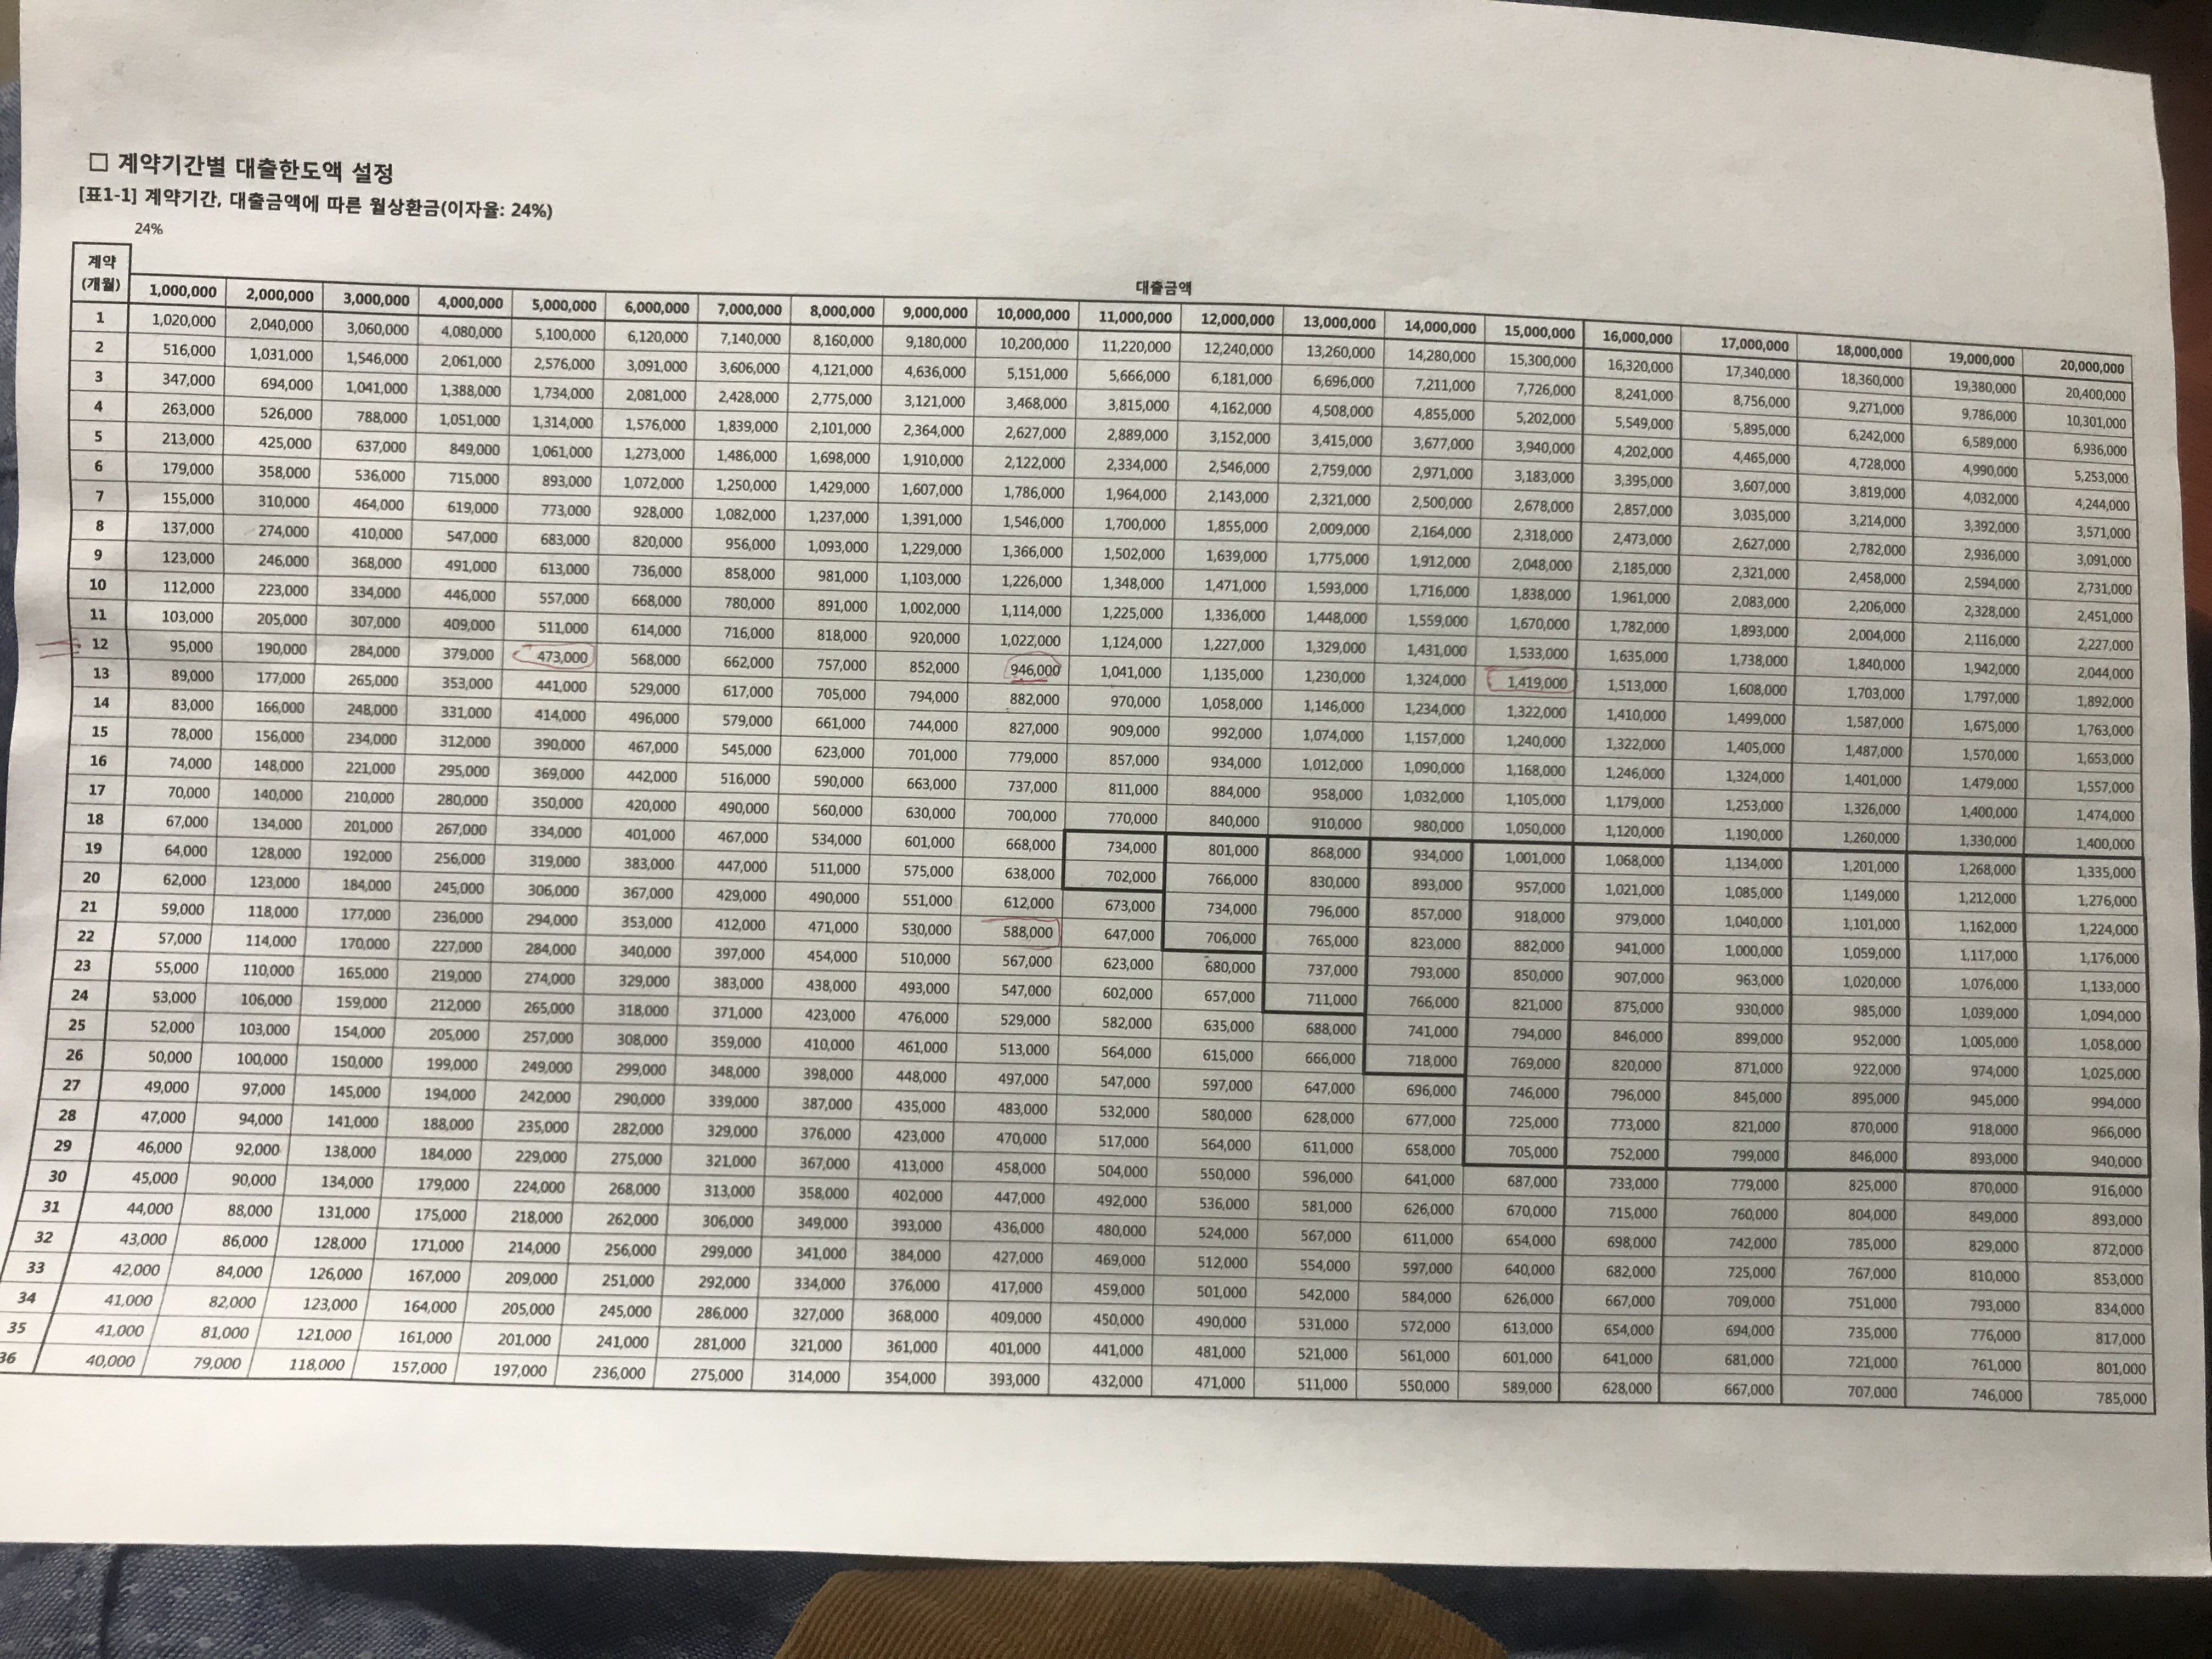 □ 계약기간별 대출한도액 설정
[표1-1] 계약기간, 대출금액에 따른 월상환금(이자율: 24%)
24%
계약
(개월)
대출금액
1,000,000 2,000,000 3,000,000 4,000,000 5,000,000 6,000,000 7,000,000 8,000,000 9,000,000 10,000,000 11,000,000 12,000,000 13,000,000 14,000,000 15,000,000 16,000,000 17,000,000 18,000,000 19,000,000 20,000,000
1 1,020,000 2,040,000 3,060,000 4,080,000 5,100,000 6,120,000 7,140,000 8,160,000 9,180,000 10,200,000 11,220,000 12,240,000 13,260,000 14,280,000 15,300,000 16,320,000 17,340,000 18,360,000 19,380,000 20,400,000
2 516,000 1,031,000 1,546,000 2,061,000 2,576,000 3,091,000 3,606,000 4,121,000 4,636,000 5,151,000 5,666,000 6,181,000 6,696,000 7,211,000 7,726,000 8,241,000 8,756,000 9,271,000 9,786,000 10,301,000
3 347,000 694,000 1,041,000 1,388,000 1,734,000 2,081,000 2,428,000 2,775,000 3,121,000 3,468,000 3,815,000 4,162,000 4,508,000 4,855,000 5,202,000 5,549,000 5,895,000 6,242,000 6,589,000 6,936,000
4 263,000 526,000 788,000 1,051,000 1,314,000 1,576,000 1,839,000 2,101,000 2,364,000 2,627,000 2,889,000 3,152,000 3,415,000 3,677,000 3,940,000 4,202,000 4,465,000 4,728,000 4,990,000 5,253,000
5 213,000 425,000 637,000 849,000 1,061,000 1,273,000 1,486,000 1,698,000 1,910,000 2,122,000 2,334,000 2,546,000 2,759,000 2,971,000 3,183,000 3,395,000 3,607,000 3,819,000 4,032,000 4,244,000
6 179,000 358,000 536,000 715,000 893,000 1,072,000 1,250,000 1,429,000 1,607,000 1,786,000 1,964,000 2,143,000 2,321,000 2,500,000 2,678,000 2,857,000 3,035,000 3,214,000 3,392,000 3,571,000
7 155,000 310,000 464,000 619,000 773,000 928,000 1,082,000 1,237,000 1,391,000 1,546,000 1,700,000 1,855,000 2,009,000 2,164,000 2,318,000 2,473,000 2,627,000 2,782,000 2,936,000 3,091,000
8 137,000 274,000 410,000 547,000 683,000 820,000 956,000 1,093,000 1,229,000 1,366,000 1,502,000 1,639,000 1,775,000 1,912,000 2,048,000 2,185,000 2,321,000 2,458,000 2,594,000 2,731,000
9 123,000 246,000 368,000 491,000 613,000 736,000 858,000 981,000 1,103,000 1,226,000 1,348,000 1,471,000 1,593,000 1,716,000 1,838,000 1,961,000 2,083,000 2,206,000 2,328,000 2,451,000
10 112,000 223,000 334,000 446,000 557,000 668,000 780,000 891,000 1,002,000 1,114,000 1,225,000 1,336,000 1,448,000 1,559,000 1,670,000 1,782,000 1,893,000 2,004,000 2,116,000 2,227,000
11 103,000 205,000 307,000 409,000 511,000 614,000 716,000 818,000 920,000 1,022,000 1,124,000 1,227,000 1,329,000 1,431,000 1,533,000 1,635,000 1,738,000 1,840,000 1,942,000 2,044,000
12 95,000 190,000 284,000 379,000 473,000 568,000 662,000 757,000 852,000 946,000 1,041,000 1,135,000 1,230,000 1,324,000 1,419,000 1,513,000 1,608,000 1,703,000 1,797,000 1,892,000
13 89,000 177,000 265,000 353,000 441,000 529,000 617,000 705,000 794,000 882,000 970,000 1,058,000 1,146,000 1,234,000 1,322,000 1,410,000 1,499,000 1,587,000 1,675,000 1,763,000
14 83,000 166,000 248,000 331,000 414,000 496,000 579,000 661,000 744,000 827,000 909,000 992,000 1,074,000 1,157,000 1,240,000 1,322,000 1,405,000 1,487,000 1,570,000 1,653,000
15 78,000 156,000 234,000 312,000 390,000 467,000 545,000 623,000 701,000 779,000 857,000 934,000 1,012,000 1,090,000 1,168,000 1,246,000 1,324,000 1,401,000 1,479,000 1,557,000
16 74,000 148,000 221,000 295,000 369,000 442,000 516,000 590,000 663,000 737,000 811,000 884,000 958,000 1,032,000 1,105,000 1,179,000 1,253,000 1,326,000 1,400,000 1,474,000
17 70,000 140,000 210,000 280,000 350,000 420,000 490,000 560,000 630,000 700,000 770,000 840,000 910,000 980,000 1,050,000 1,120,000 1,190,000 1,260,000 1,330,000 1,400,000
18 67,000 134,000 201,000 267,000 334,000 401,000 467,000 534,000 601,000 668,000 734,000 801,000 868,000 934,000 1,001,000 1,068,000 1,134,000 1,201,000 1,268,000 1,335,000
19 64,000 128,000 192,000 256,000 319,000 383,000 447,000 511,000 575,000 638,000 702,000 766,000 830,000 893,000 957,000 1,021,000 1,085,000 1,149,000 1,212,000 1,276,000
20 62,000 123,000 184,000 245,000 306,000 367,000 429,000 490,000 551,000 612,000 673,000 734,000 796,000 857,000 918,000 979,000 1,040,000 1,101,000 1,162,000 1,224,000
21 59,000 118,000 177,000 236,000 294,000 353,000 412,000 471,000 530,000 588,000 647,000 706,000 765,000 823,000 882,000 941,000 1,000,000 1,059,000 1,117,000 1,176,000
22 57,000 114,000 170,000 227,000 284,000 340,000 397,000 454,000 510,000 567,000 623,000 680,000 737,000 793,000 850,000 907,000 963,000 1,020,000 1,076,000 1,133,000
23 55,000 110,000 165,000 219,000 274,000 329,000 383,000 438,000 493,000 547,000 602,000 657,000 711,000 766,000 821,000 875,000 930,000 985,000 1,039,000 1,094,000
24 53,000 106,000 159,000 212,000 265,000 318,000 371,000 423,000 476,000 529,000 582,000 635,000 688,000 741,000 794,000 846,000 899,000 952,000 1,005,000 1,058,000
25 52,000 103,000 154,000 205,000 257,000 308,000 359,000 410,000 461,000 513,000 564,000 615,000 666,000 718,000 769,000 820,000 871,000 922,000 974,000 1,025,000
26 50,000 100,000 150,000 199,000 249,000 299,000 348,000 398,000 448,000 497,000 547,000 597,000 647,000 696,000 746,000 796,000 845,000 895,000 945,000 994,000
27 49,000 97,000 145,000 194,000 242,000 290,000 339,000 387,000 435,000 483,000 532,000 580,000 628,000 677,000 725,000 773,000 821,000 870,000 918,000 966,000
28 47,000 94,000 141,000 188,000 235,000 282,000 329,000 376,000 423,000 470,000 517,000 564,000 611,000 658,000 705,000 752,000 799,000 846,000 893,000 940,000
29 46,000 92,000 138,000 184,000 229,000 275,000 321,000 367,000 413,000 458,000 504,000 550,000 596,000 641,000 687,000 733,000 779,000 825,000 870,000 916,000
30 45,000 90,000 134,000 179,000 224,000 268,000 313,000 358,000 402,000 447,000 492,000 536,000 581,000 626,000 670,000 715,000 760,000 804,000 849,000 893,000
31 44,000 88,000 131,000 175,000 218,000 262,000 306,000 349,000 393,000 436,000 480,000 524,000 567,000 611,000 654,000 698,000 742,000 785,000 829,000 872,000
32 43,000 86,000 128,000 171,000 214,000 256,000 299,000 341,000 384,000 427,000 469,000 512,000 554,000 597,000 640,000 682,000 725,000 767,000 810,000 853,000
33 42,000 84,000 126,000 167,000 209,000 251,000 292,000 334,000 376,000 417,000 459,000 501,000 542,000 584,000 626,000 667,000 709,000 751,000 793,000 834,000
34 41,000 82,000 123,000 164,000 205,000 245,000 286,000 327,000 368,000 409,000 450,000 490,000 531,000 572,000 613,000 654,000 694,000 735,000 776,000 817,000
35 41,000 81,000 121,000 161,000 201,000 241,000 281,000 321,000 361,000 401,000 441,000 481,000 521,000 561,000 601,000 641,000 681,000 721,000 761,000 801,000
36 40,000 79,000 118,000 157,000 197,000 236,000 275,000 314,000 354,000 393,000 432,000 471,000 511,000 550,000 589,000 628,000 667,000 707,000 746,000 785,000